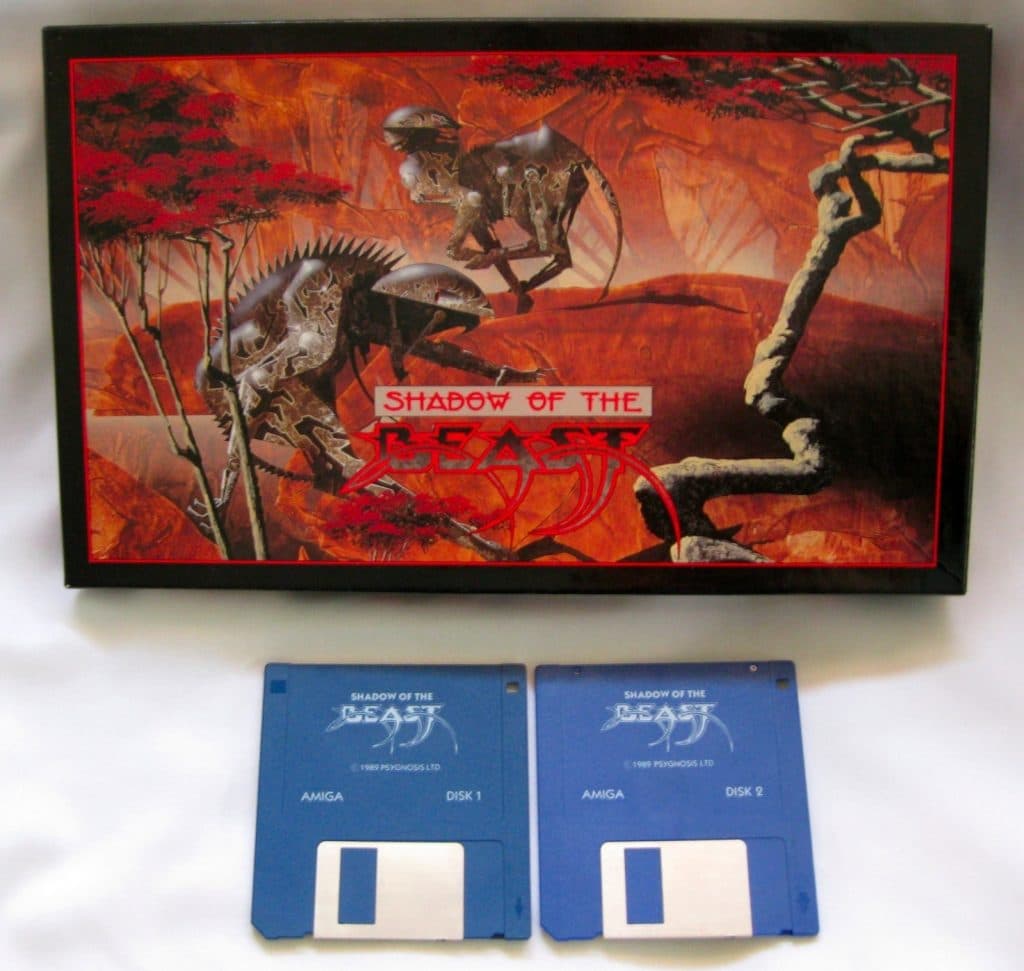 SHADOW OF THE
BEAST
SHADOW OF THE
BEAST
© 1989 PSYGNOSIS LTD
AMIGA DISK 1
SHADOW OF THE
BEAST
© 1989 PSYGNOSIS LTD
AMIGA DISK 2